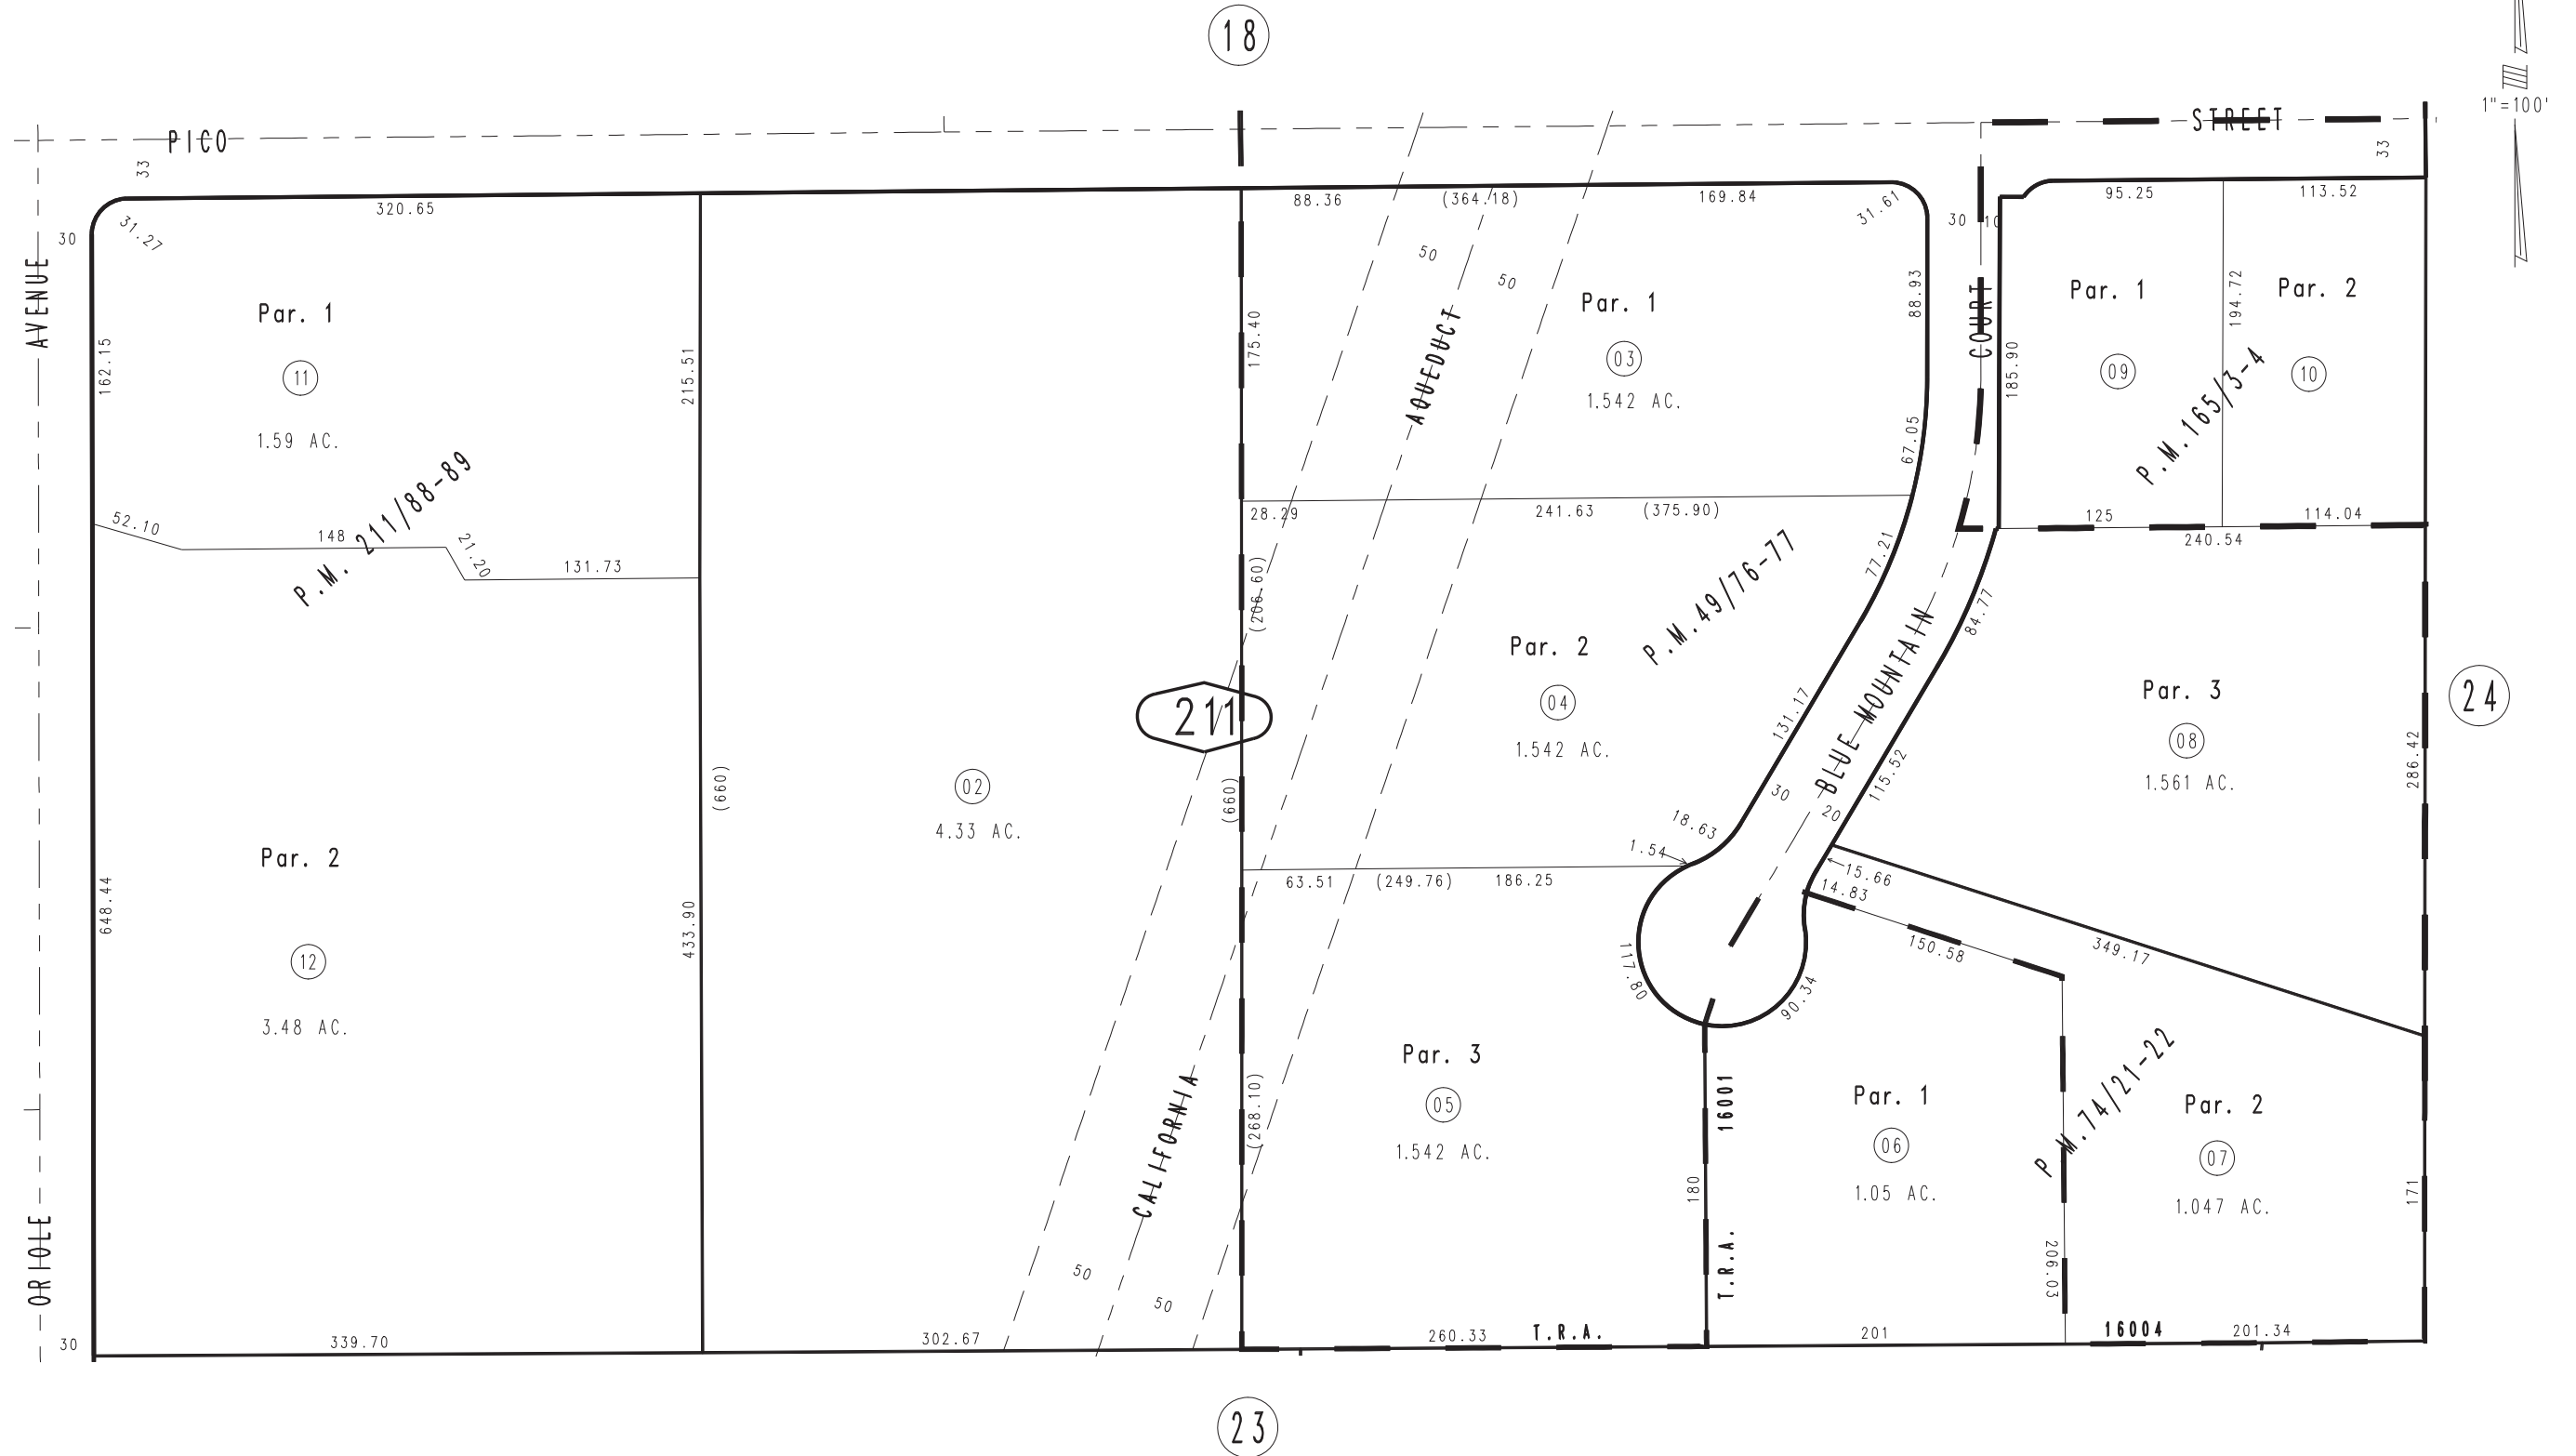 18
1"=100'
PICO
STREET
33
33
320.65
88.36
(364.18)
169.84
31.61
30
10
95.25
113.52
31.27
30
AVENUE
50
50
Par. 1
11
1.59 AC.
162.15
215.51
175.40
AQUEDUCT
Par. 1
03
1.542 AC.
88.93
67.05
COURT
185.90
Par. 1
09
194.72
Par. 2
10
P.M.165/3-4
P.M. 211/88-89
52.10
148
21.20
131.73
28.29
241.63
(375.90)
125
114.04
240.54
(206.60)
P.M.49/76-77
77.21
84.77
Par. 2
04
1.542 AC.
131.17
BLUE MOUNTAIN
115.52
30
20
Par. 3
08
1.561 AC.
286.42
24
211
(660)
(660)
02
4.33 AC.
18.63
1.54
63.51
(249.76)
186.25
15.66
14.83
150.58
349.17
Par. 2
12
3.48 AC.
648.44
433.90
117.80
90.34
CALIFORNIA
(268.10)
Par. 3
05
1.542 AC.
16001
180
T.R.A.
Par. 1
06
1.05 AC.
P.M.74/21-22
Par. 2
07
1.047 AC.
206.03
171
ORIOLE
50
50
30
339.70
302.67
260.33
T.R.A.
201
16004
201.34
23